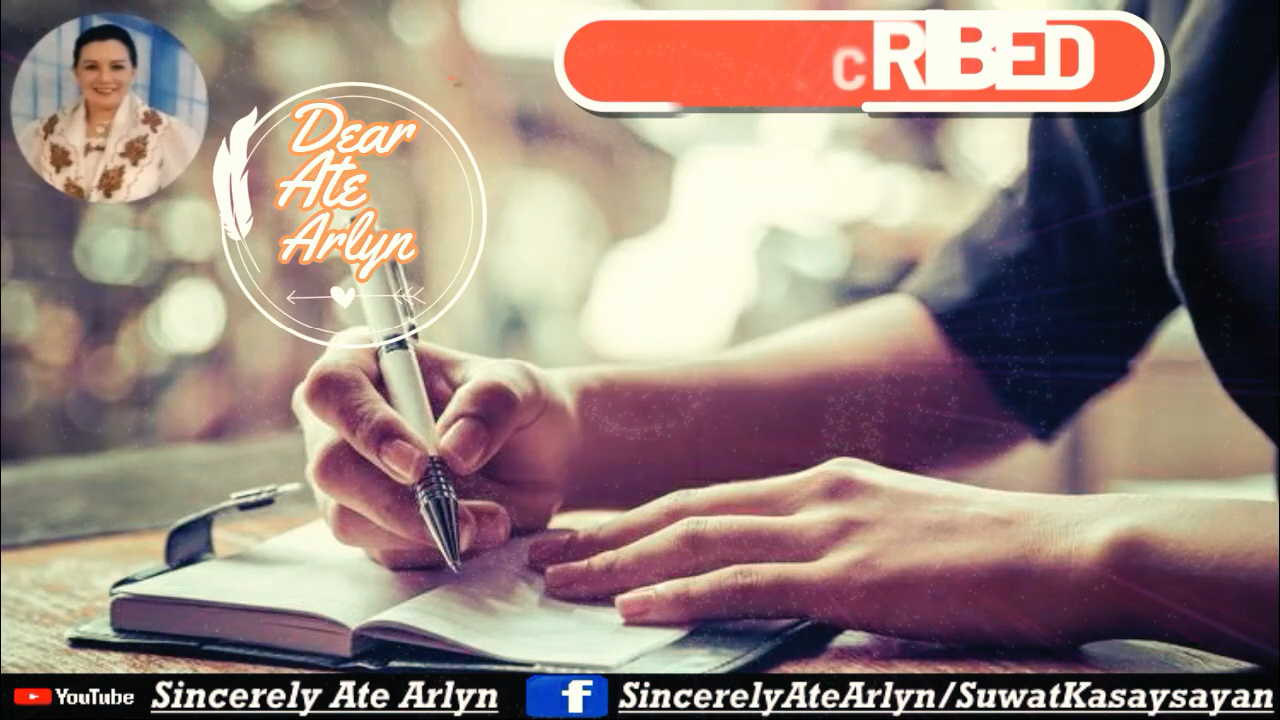 Dear
Ate
Arlyn
CRIBED
YouTube
Sincerely Ate Arlyn
f
SincerelyAteArlyn/SuwatKasaysayan